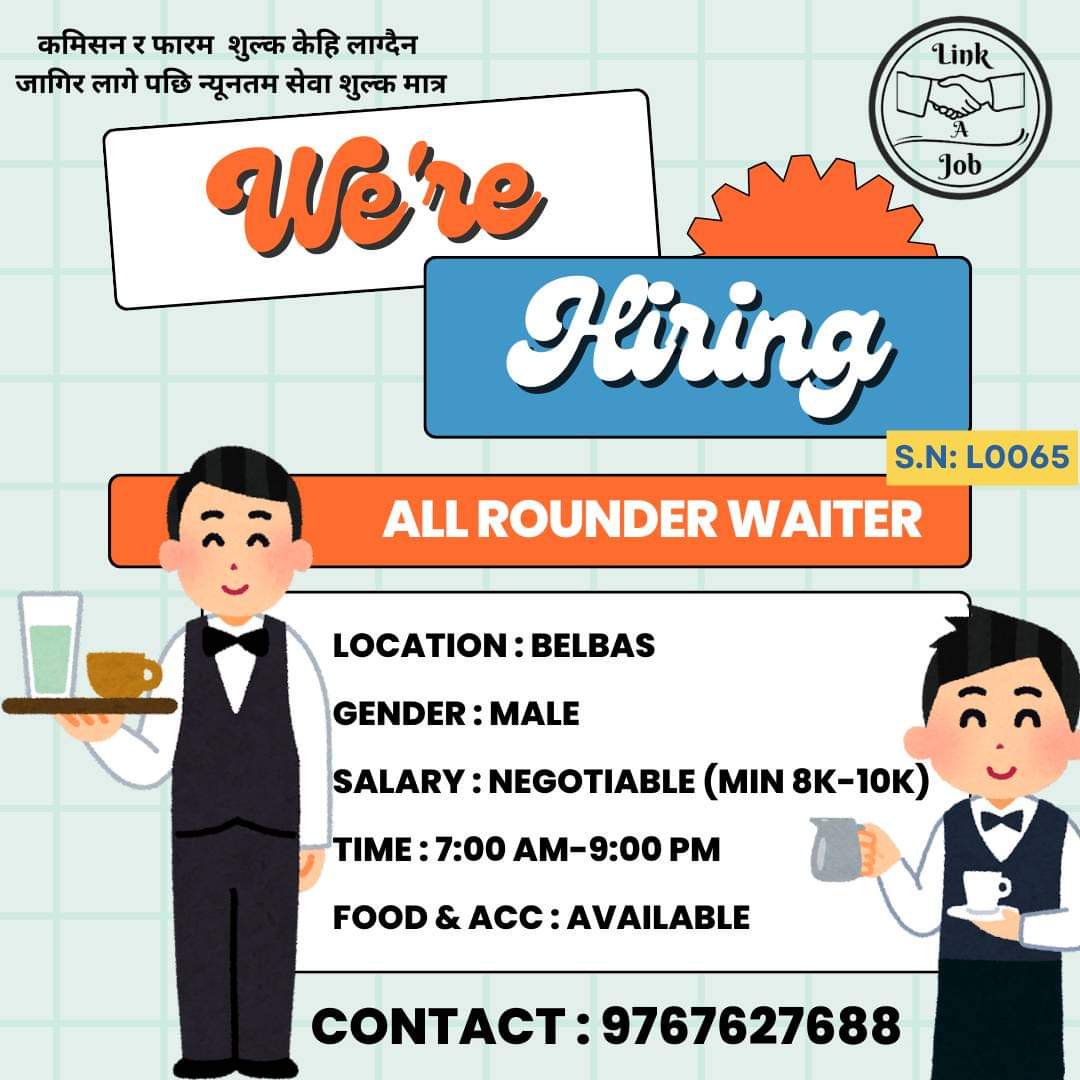 कमिसन र फारम शुल्क केहि लाग्दैन
जागिर लागे पछि न्यूनतम सेवा शुल्क मात्र
Link
A
Job
We're
Hiring
S.N: L0065
ALL ROUNDER WAITER
LOCATION : BELBAS
GENDER : MALE
SALARY : NEGOTIABLE (MIN 8K-10K)
TIME : 7:00 AM-9:00 PM
FOOD & ACC : AVAILABLE
CONTACT : 9767627688